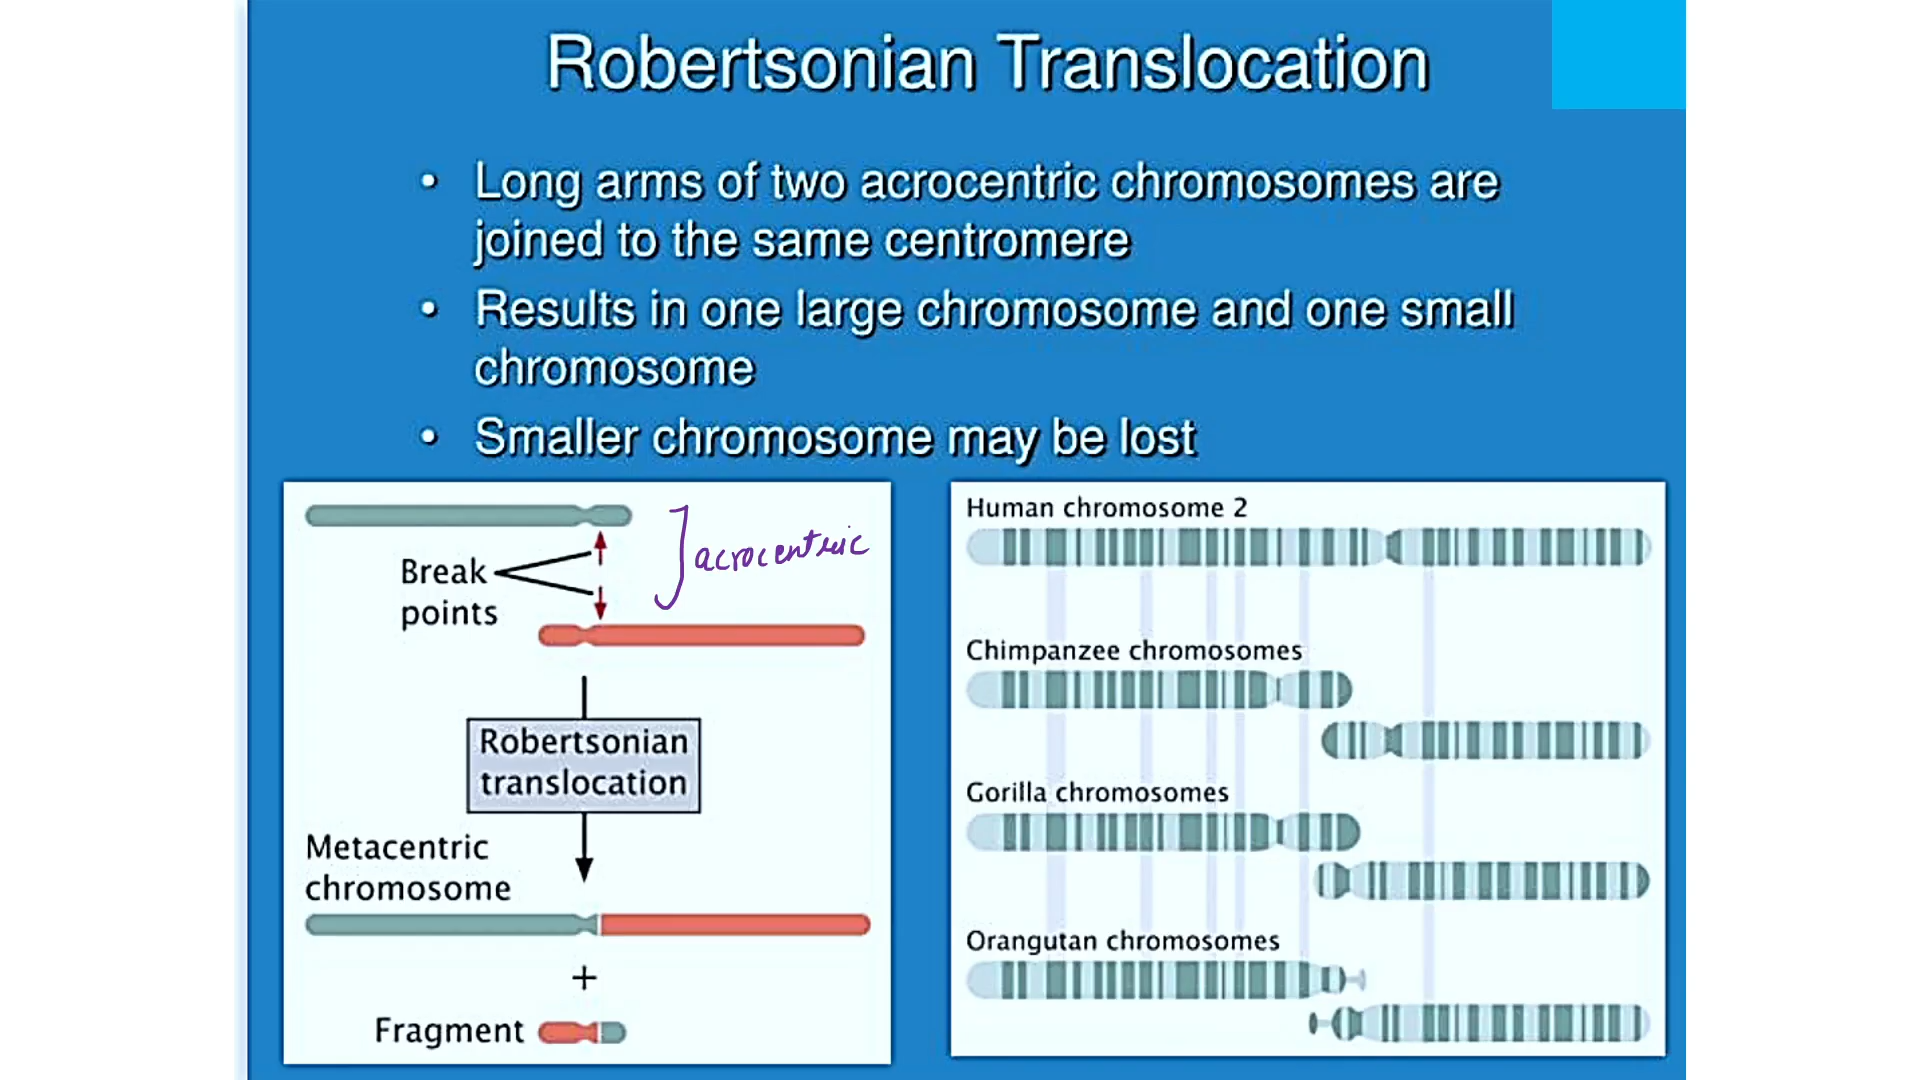 Robertsonian Translocation
• Long arms of two acrocentric chromosomes are
joined to the same centromere
• Results in one large chromosome and one small
chromosome
• Smaller chromosome may be lost
acrocentric
Break
points
Robertsonian
translocation
Metacentric
chromosome
+
Fragment
Human chromosome 2
Chimpanzee chromosomes
Gorilla chromosomes
Orangutan chromosomes